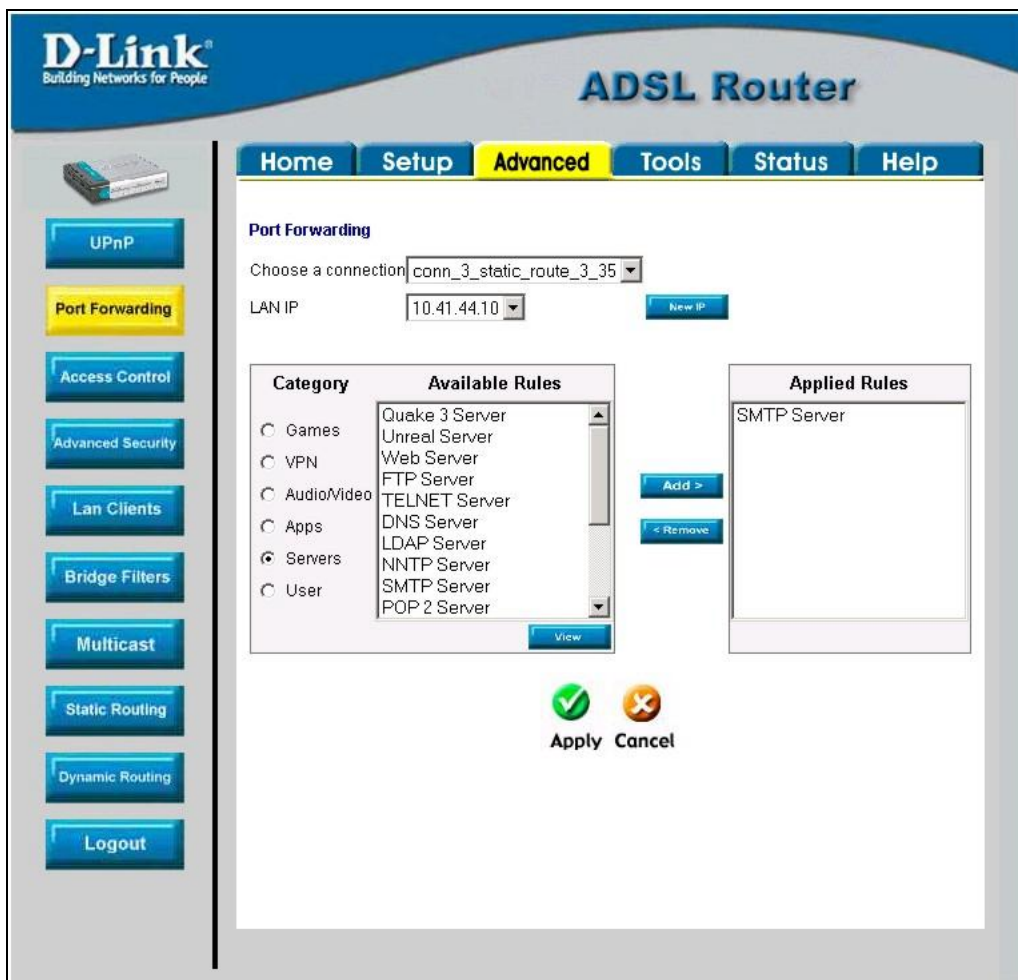 D-Link®
Building Networks for People
ADSL Router
Home Setup Advanced Tools Status Help
UPnP
Port Forwarding
Access Control
Advanced Security
Lan Clients
Bridge Filters
Multicast
Static Routing
Dynamic Routing
Logout
Port Forwarding
Choose a connection conn_3_static_route_3_35
LAN IP 10.41.44.10 New IP
Category
Games
VPN
Audio/Video
Apps
Servers
User
Available Rules
Quake 3 Server
Unreal Server
Web Server
FTP Server
TELNET Server
DNS Server
LDAP Server
NNTP Server
SMTP Server
POP 2 Server
View
Add >
< Remove
Applied Rules
SMTP Server
Apply Cancel